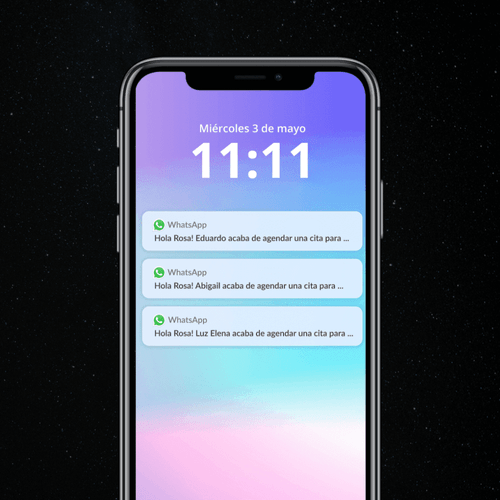 Miércoles 3 de mayo
11:11
WhatsApp
Hola Rosa! Eduardo acaba de agendar una cita para ...
WhatsApp
Hola Rosa! Abigail acaba de agendar una cita para ...
WhatsApp
Hola Rosa! Luz Elena acaba de agendar una cita para ...